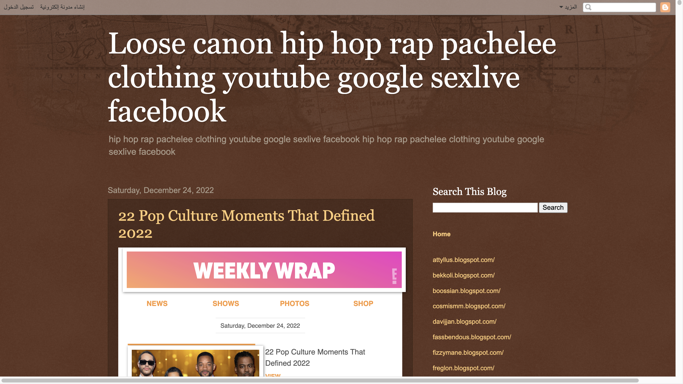 إنشاء مدونة إلكترونية
تسجيل الدخول
المزيد
Loose canon hip hop rap pachelee
clothing youtube google sexlive
facebook
hip hop rap pachelee clothing youtube google sexlive facebook hip hop rap pachelee clothing youtube google
sexlive facebook
Saturday, December 24, 2022
22 Pop Culture Moments That Defined
2022
WEEKLY WRAP
NEWS SHOWS PHOTOS SHOP
Saturday, December 24, 2022
22 Pop Culture Moments That
Defined 2022
VIEW
Search This Blog
Search
Home
attyllus.blogspot.com/
bekkoli.blogspot.com/
boossian.blogspot.com/
cosmiamm.blogspot.com/
davijjan.blogspot.com/
fassbendous.blogspot.com/
fizzymane.blogspot.com/
freglon.blogspot.com/